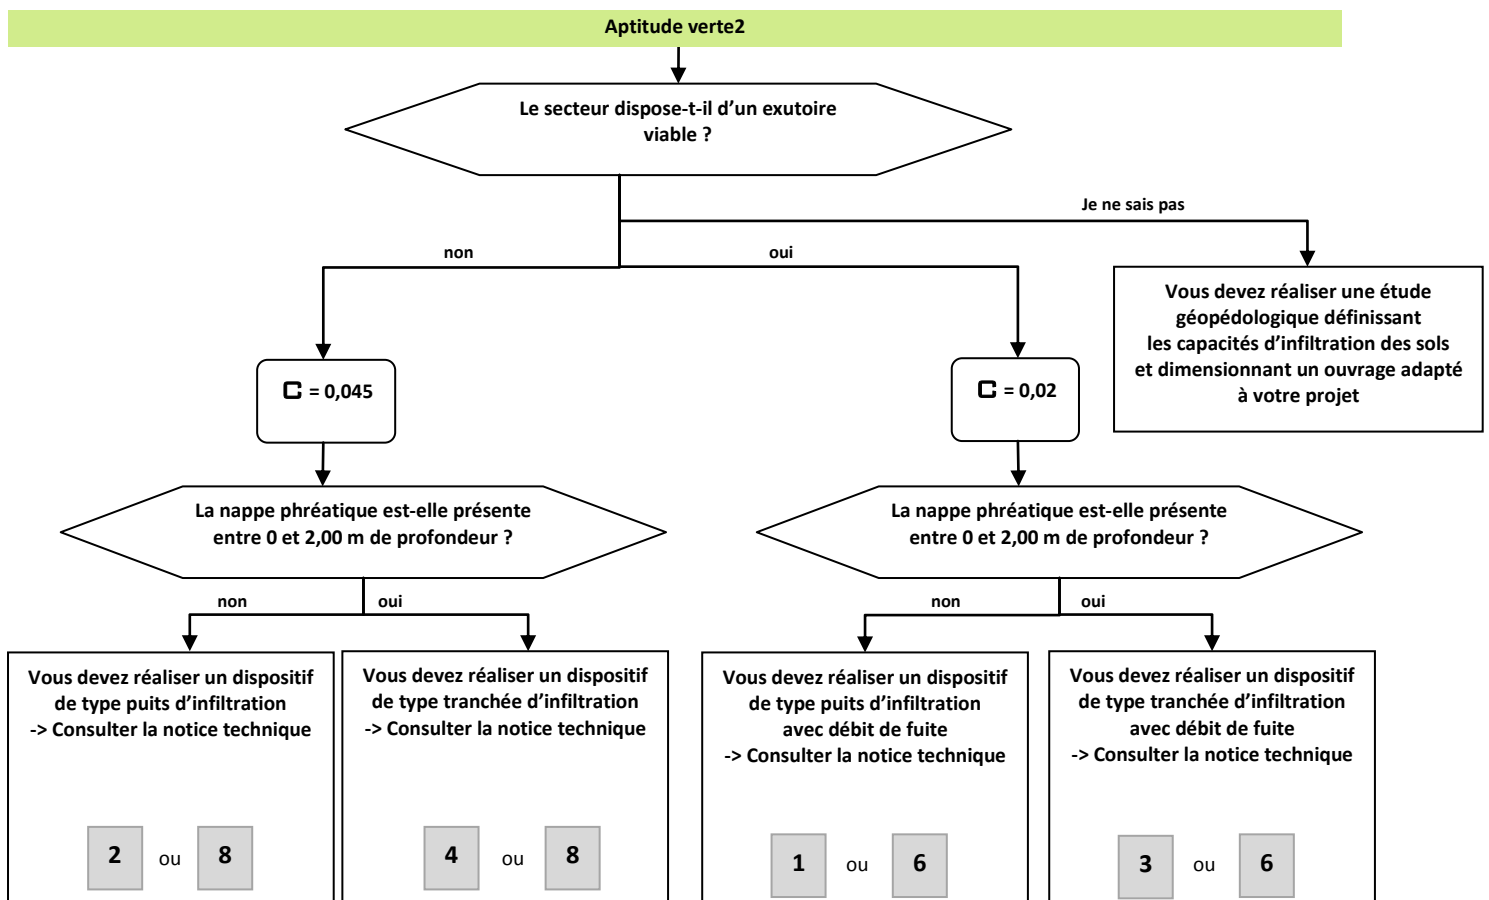 Aptitude verte2
Le secteur dispose-t-il d'un exutoire
viable ?
Je ne sais pas
non
oui
Vous devez réaliser une étude
géopédologique définissant
les capacités d'infiltration des sols
et dimensionnant un ouvrage adapté
à votre projet
C = 0,045
C = 0,02
La nappe phréatique est-elle présente
entre 0 et 2,00 m de profondeur ?
La nappe phréatique est-elle présente
entre 0 et 2,00 m de profondeur ?
non
oui
non
oui
Vous devez réaliser un dispositif
de type puits d'infiltration
-> Consulter la notice technique
2 ou 8
Vous devez réaliser un dispositif
de type tranchée d'infiltration
-> Consulter la notice technique
4 ou 8
Vous devez réaliser un dispositif
de type puits d'infiltration
avec débit de fuite
-> Consulter la notice technique
1 ou 6
Vous devez réaliser un dispositif
de type tranchée d'infiltration
avec débit de fuite
-> Consulter la notice technique
3 ou 6